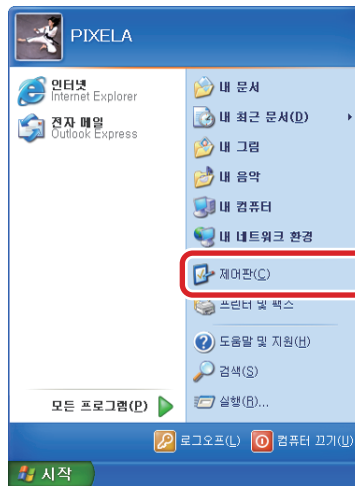 PIXELA
인터넷
Internet Explorer
전자 메일
Outlook Express
모든 프로그램(P)
내 문서
내 최근 문서(D)
내 그림
내 음악
내 컴퓨터
내 네트워크 환경
제어판(C)
프린터 및 팩스
도움말 및 지원(H)
검색(S)
실행(R)...
로그오프(L) 컴퓨터 끄기(U)
시작